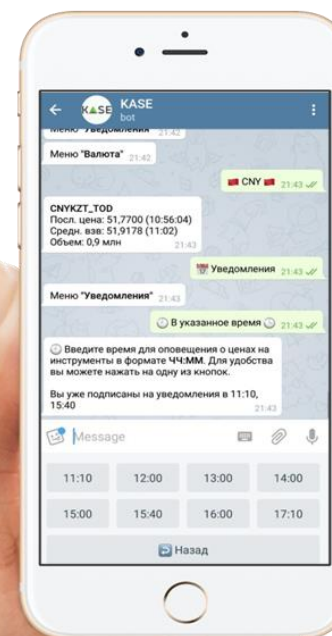 KASE
KASE
bot
Меню "Уведомления" 21:42
Меню "Валюта" 21:42
CNY 21:43
CNYKZT_TOD
Посл. цена: 51,7700 (10:56:04)
Средн. взв: 51,9178 (11:02)
Объем: 0,9 млн 21:43
Уведомления 21:43
Меню "Уведомления" 21:43
В указанное время 21:43
Введите время для оповещения о ценах на
инструменты в формате ЧЧ:ММ. Для удобства
вы можете нажать на одну из кнопок.
Вы уже подписаны на уведомления в 11:10,
15:40
21:43
Message
11:10 12:00 13:00 14:00
15:00 15:40 16:00 17:10
Назад